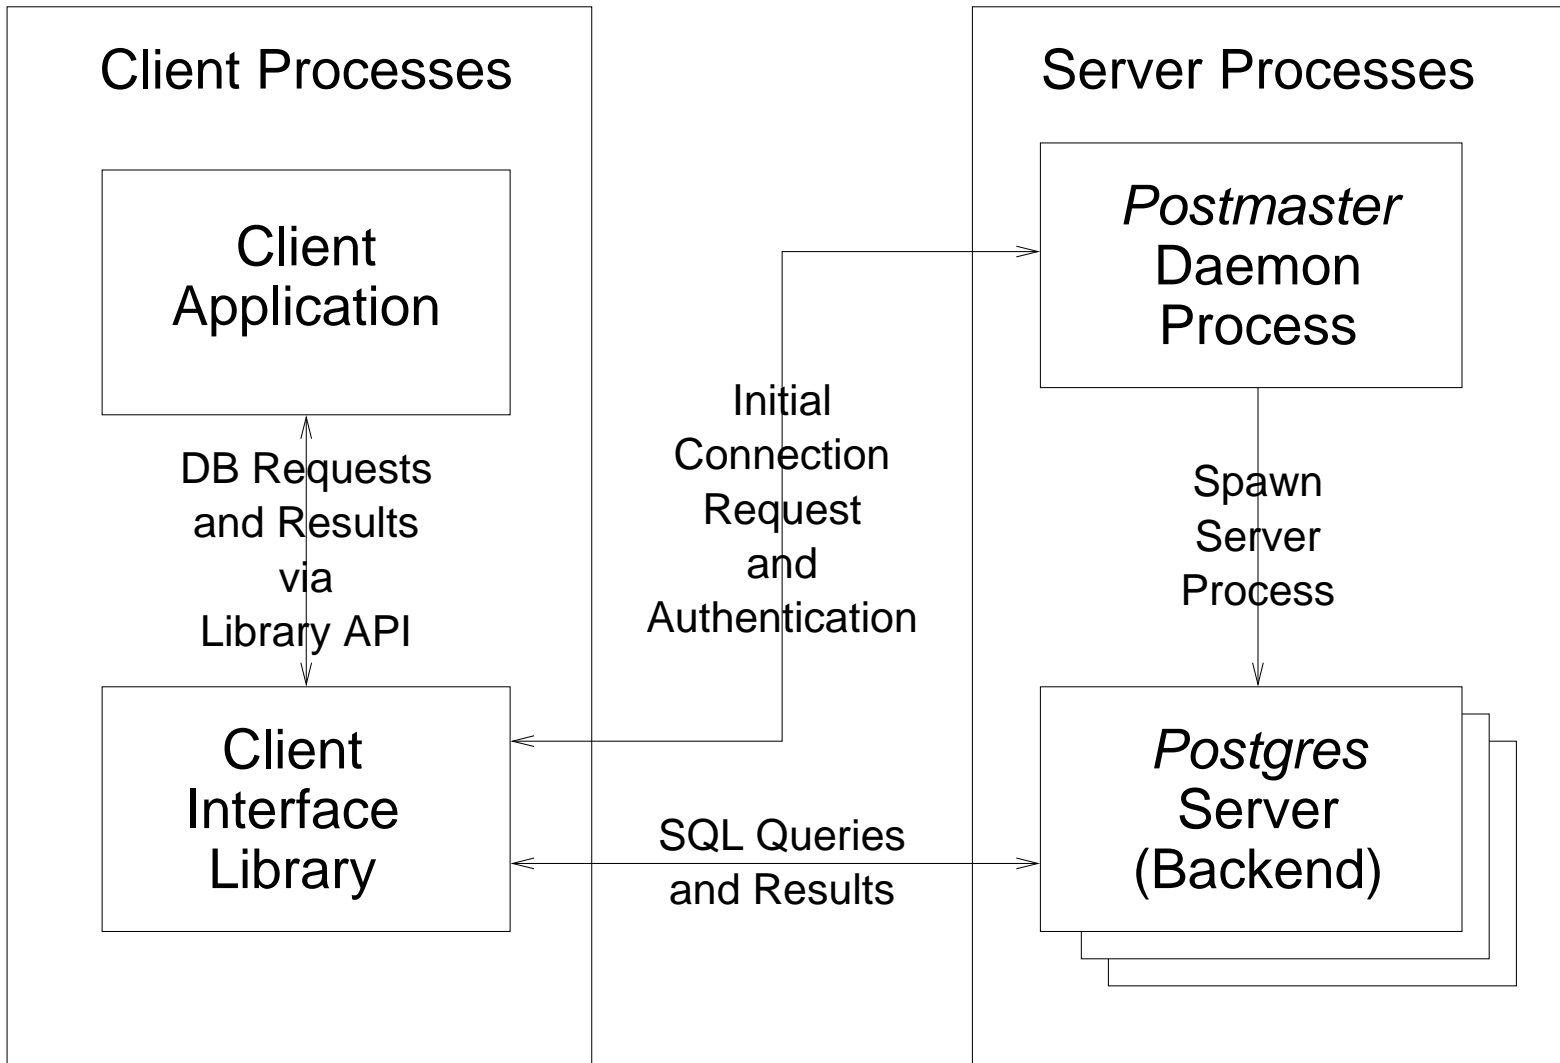 Client Processes
Client
Application
DB Requests
and Results
via
Library API
Client
Interface
Library
Initial
Connection
Request
and
Authentication
SQL Queries
and Results
Server Processes
Postmaster
Daemon
Process
Spawn
Server
Process
Postgres
Server
(Backend)